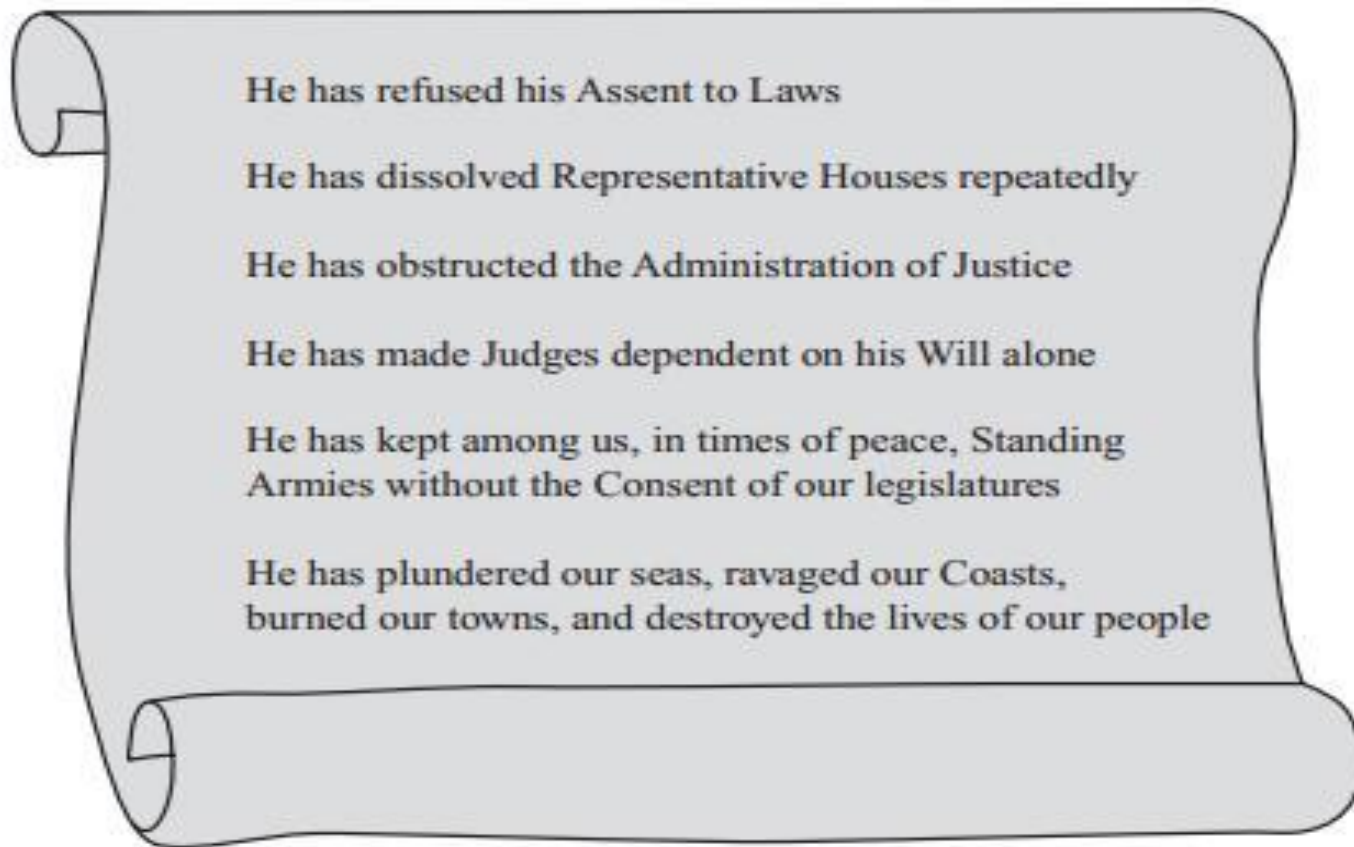 He has refused his Assent to Laws
He has dissolved Representative Houses repeatedly
He has obstructed the Administration of Justice
He has made Judges dependent on his Will alone
He has kept among us, in times of peace, Standing
Armies without the Consent of our legislatures
He has plundered our seas, ravaged our Coasts,
burned our towns, and destroyed the lives of our people